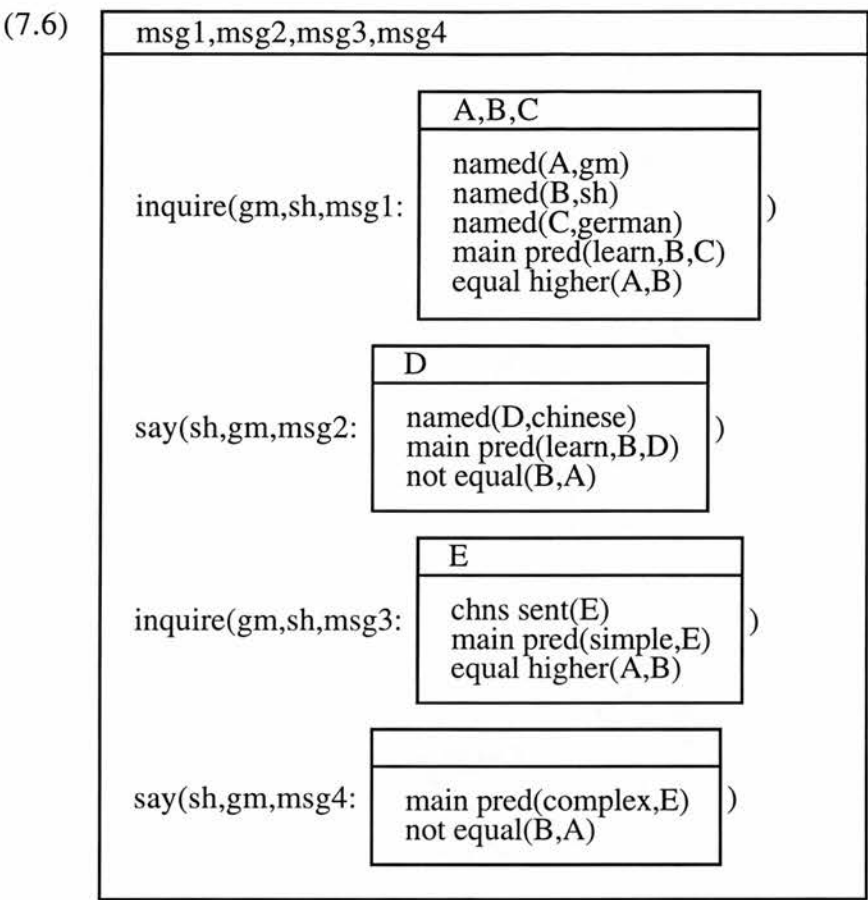 (7.6)
msg1,msg2,msg3,msg4
A,B,C
named(A,gm)
named(B,sh)
inquire(gm,sh,msg1: )
named(C,german)
main pred(learn,B,C)
equal higher(A,B)
D
named(D,chinese)
say(sh,gm,msg2: )
main pred(learn,B,D)
not equal(B,A)
E
chns sent(E)
inquire(gm,sh,msg3: )
main pred(simple,E)
equal higher(A,B)
say(sh,gm,msg4: )
main pred(complex,E)
not equal(B,A)